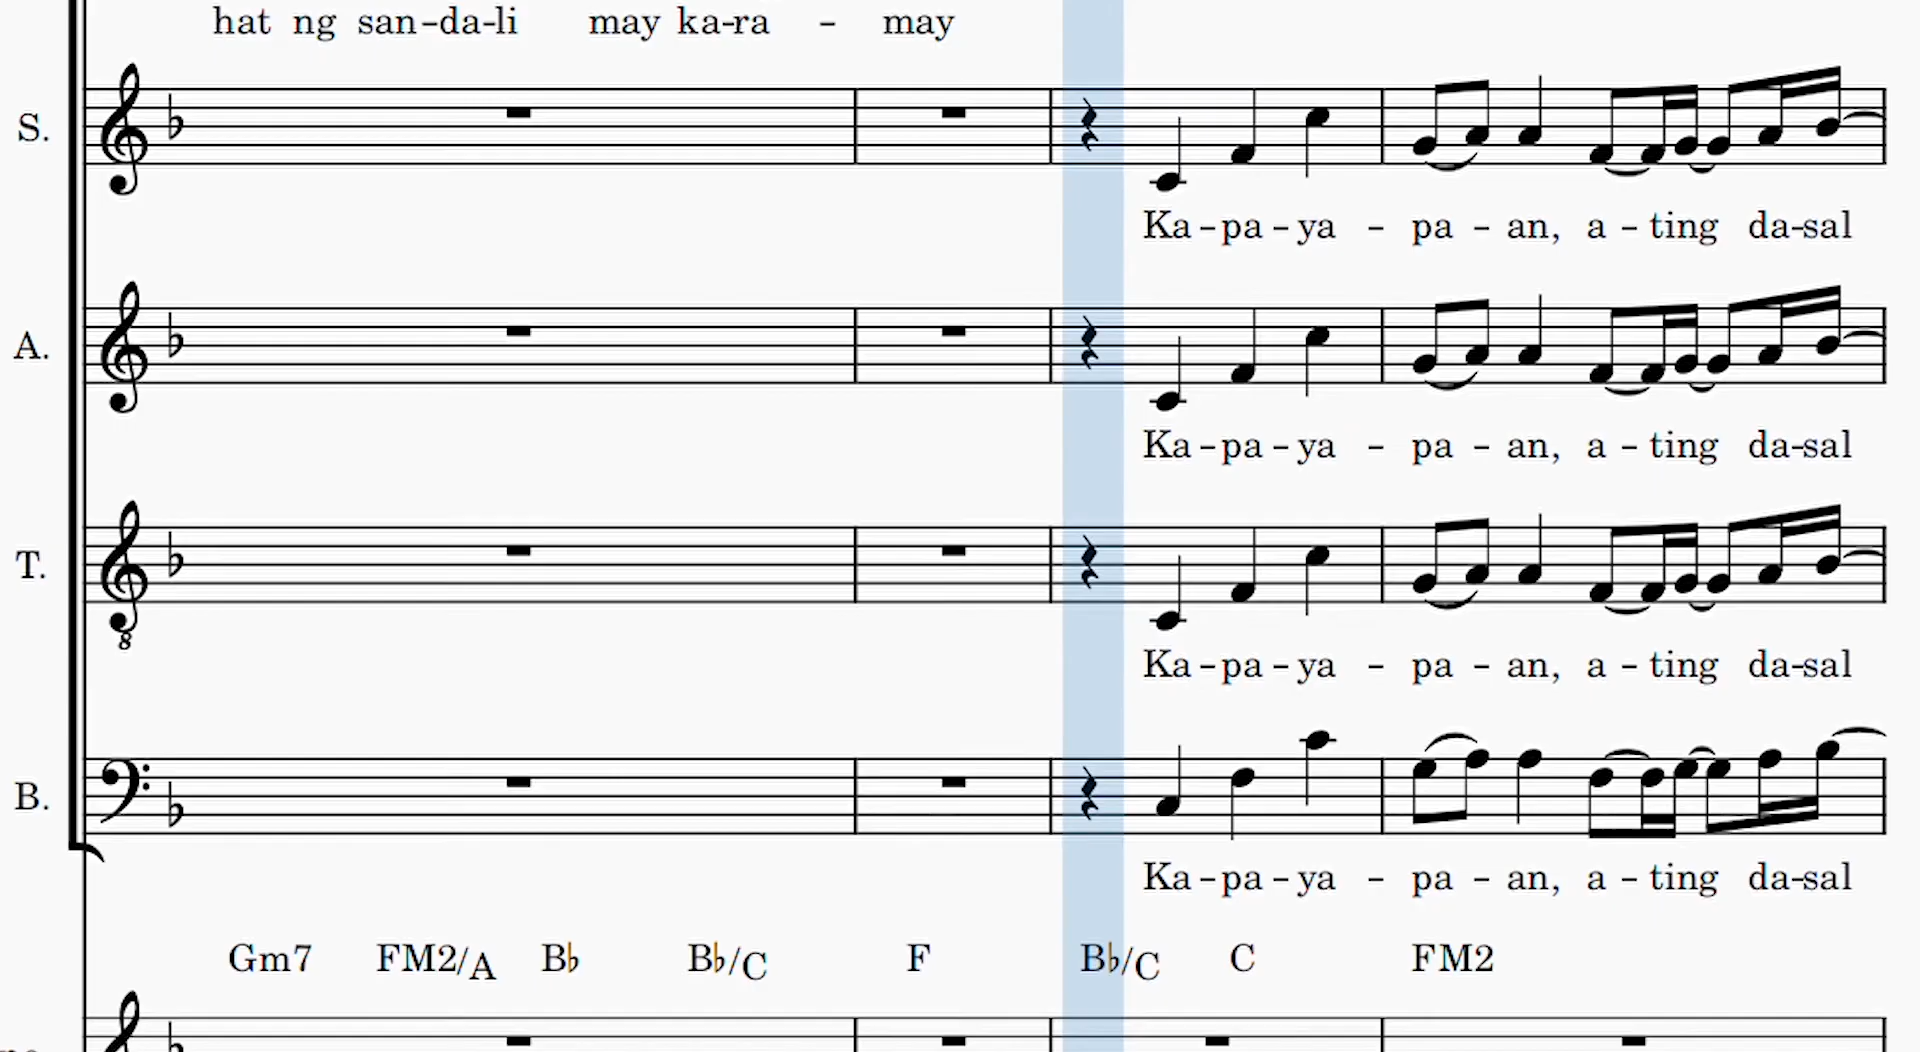 hat ng san-da-li may ka-ra - may
S.
Ka-pa-ya - pa - an, a - ting da-sal
A.
Ka-pa-ya - pa - an, a - ting da-sal
T.
8
Ka-pa-ya - pa - an, a - ting da-sal
B.
Ka-pa-ya - pa - an, a - ting da-sal
Gm7 FM2/A B♭ B♭/C F B♭/C C FM2